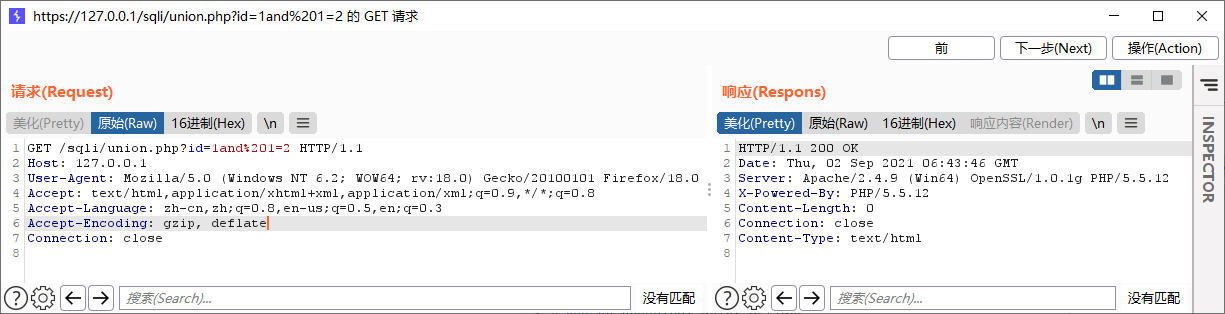 https://127.0.0.1/sqli/union.php?id=1and%201=2 的 GET 请求
前 下一步(Next) 操作(Action)
请求(Request)
美化(Pretty) 原始(Raw) 16进制(Hex) \n
1 GET /sqli/union.php?id=1and%201=2 HTTP/1.1
2 Host: 127.0.0.1
3 User-Agent: Mozilla/5.0 (Windows NT 6.2; WOW64; rv:18.0) Gecko/20100101 Firefox/18.0
4 Accept: text/html,application/xhtml+xml,application/xml;q=0.9,*/*;q=0.8
5 Accept-Language: zh-cn,zh;q=0.8,en-us;q=0.5,en;q=0.3
6 Accept-Encoding: gzip, deflate
7 Connection: close
8
搜索(Search)... 没有匹配
响应(Respons)
美化(Pretty) 原始(Raw) 16进制(Hex) 响应内容(Render) \n
1 HTTP/1.1 200 OK
2 Date: Thu, 02 Sep 2021 06:43:46 GMT
3 Server: Apache/2.4.9 (Win64) OpenSSL/1.0.1g PHP/5.5.12
4 X-Powered-By: PHP/5.5.12
5 Content-Length: 0
6 Connection: close
7 Content-Type: text/html
8
搜索(Search)... 没有匹配
INSPECTOR